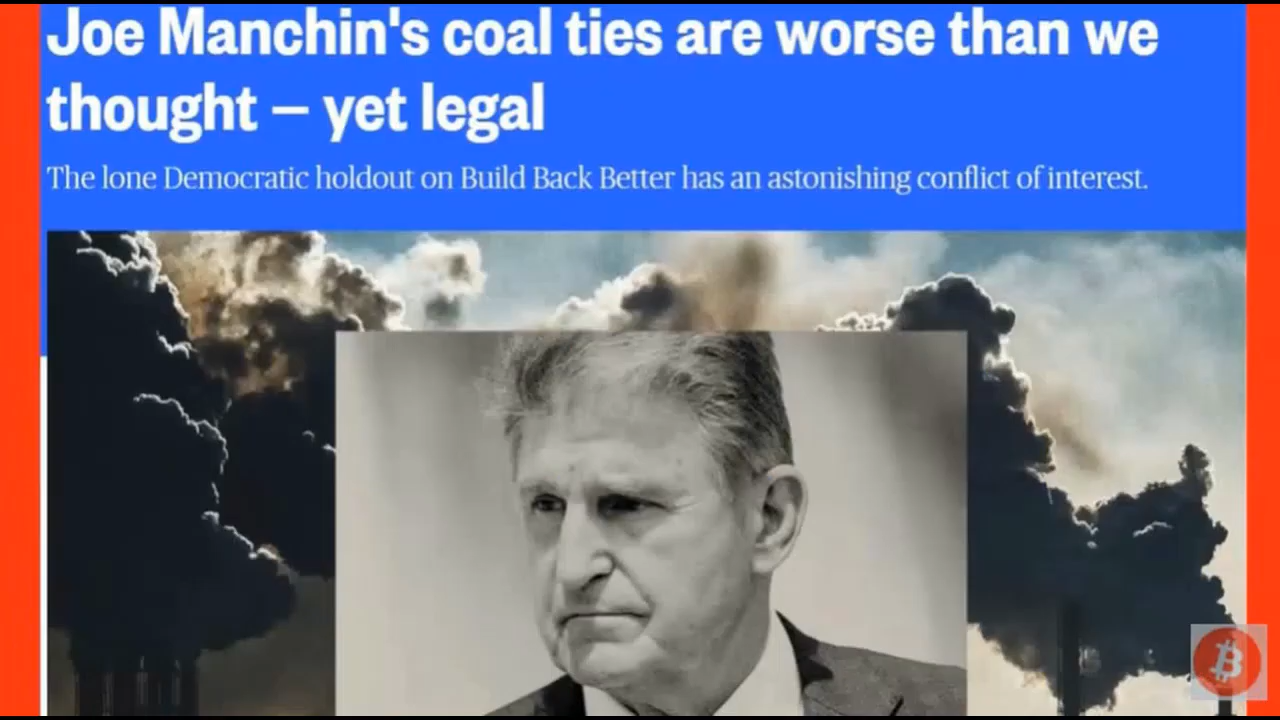 Joe Manchin's coal ties are worse than we
thought – yet legal
The lone Democratic holdout on Build Back Better has an astonishing conflict of interest.